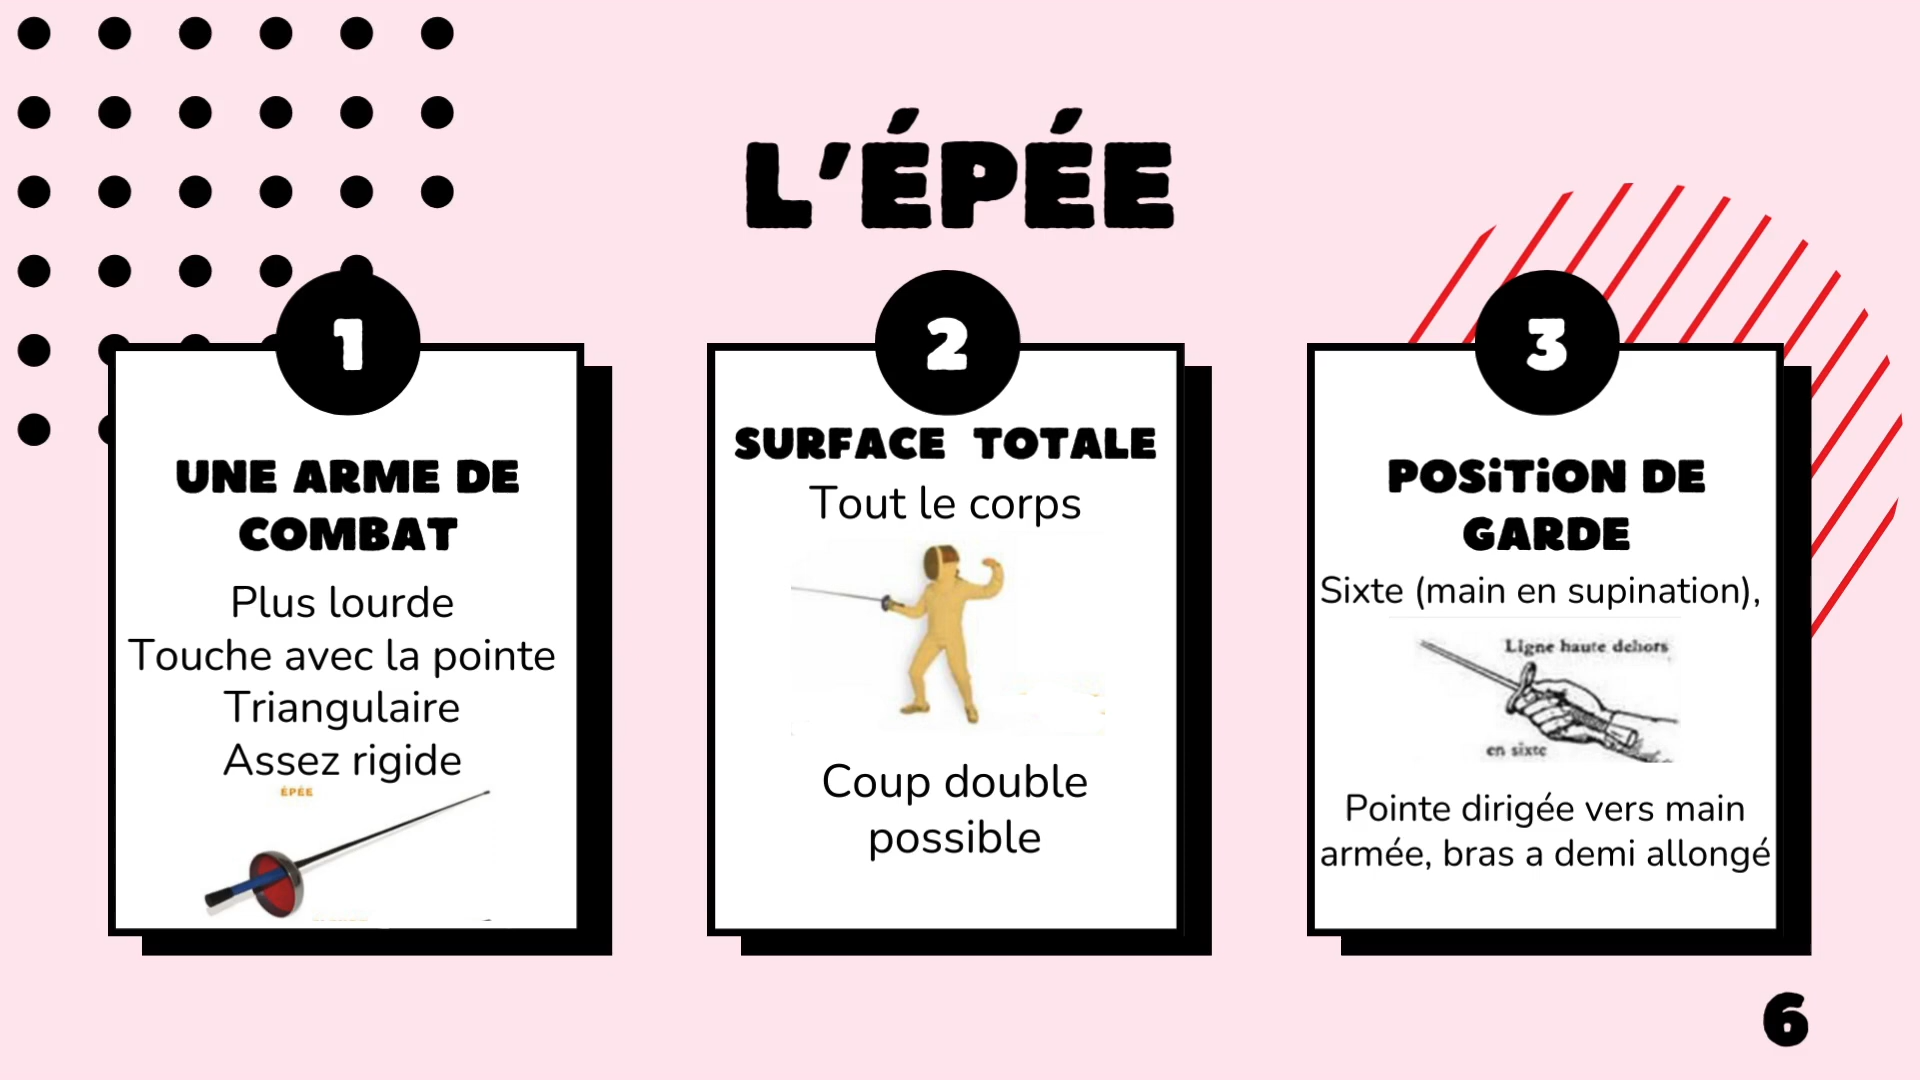 L'ÉPÉE
1
UNE ARME DE
COMBAT
Plus lourde
Touche avec la pointe
Triangulaire
Assez rigide
ÉPÉE
2
SURFACE TOTALE
Tout le corps
Coup double
possible
3
POSiTiON DE
GARDE
Sixte (main en supination),
Ligne haute dehors
en sixte
Pointe dirigée vers main
armée, bras a demi allongé
6